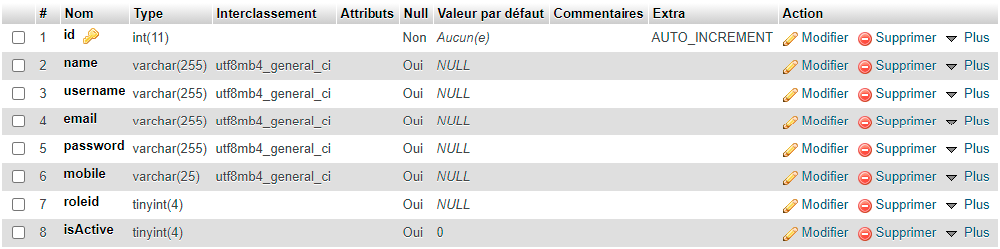 # Nom Type Interclassement Attributs Null Valeur par défaut Commentaires Extra Action
1 id int(11) Non Aucun(e) AUTO_INCREMENT Modifier Supprimer Plus
2 name varchar(255) utf8mb4_general_ci Oui NULL Modifier Supprimer Plus
3 username varchar(255) utf8mb4_general_ci Oui NULL Modifier Supprimer Plus
4 email varchar(255) utf8mb4_general_ci Oui NULL Modifier Supprimer Plus
5 password varchar(255) utf8mb4_general_ci Oui NULL Modifier Supprimer Plus
6 mobile varchar(25) utf8mb4_general_ci Oui NULL Modifier Supprimer Plus
7 roleid tinyint(4) Oui NULL Modifier Supprimer Plus
8 isActive tinyint(4) Oui 0 Modifier Supprimer Plus